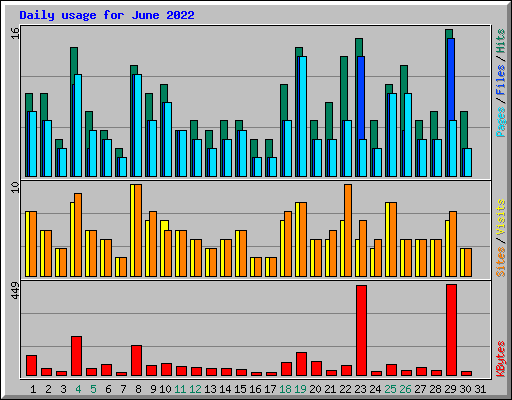 Daily usage for June 2022
16
Pages/Files/Hits
10
Sites/Visits
449
KBytes
1 2 3 4 5 6 7 8 9 10 11 12 13 14 15 16 17 18 19 20 21 22 23 24 25 26 27 28 29 30 31